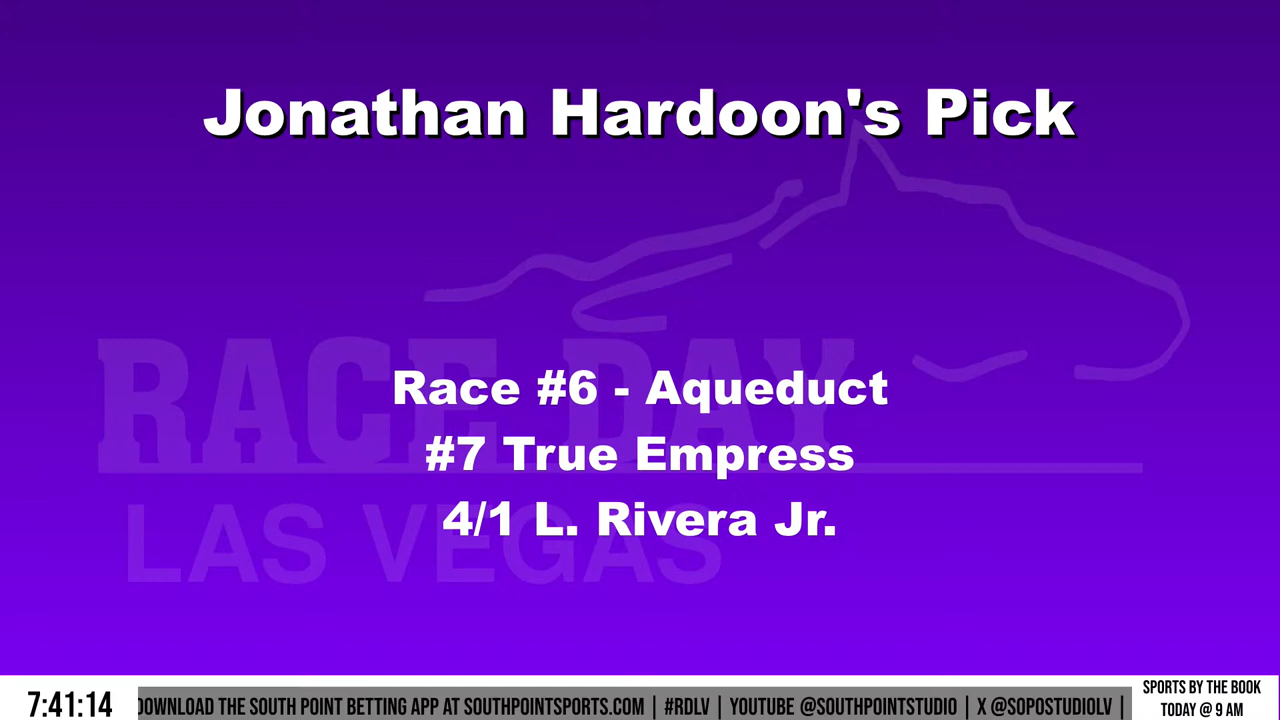 Jonathan Hardoon's Pick
RACE DAY
LAS VEGAS
Race #6 - Aqueduct
#7 True Empress
4/1 L. Rivera Jr.
7:41:14
DOWNLOAD THE SOUTH POINT BETTING APP AT SOUTHPOINTSPORTS.COM | #RDLV | YOUTUBE @SOUTHPOINTSTUDIO | X @SOPOSTUDIOLV |
SPORTS BY THE BOOK
TODAY @ 9 AM